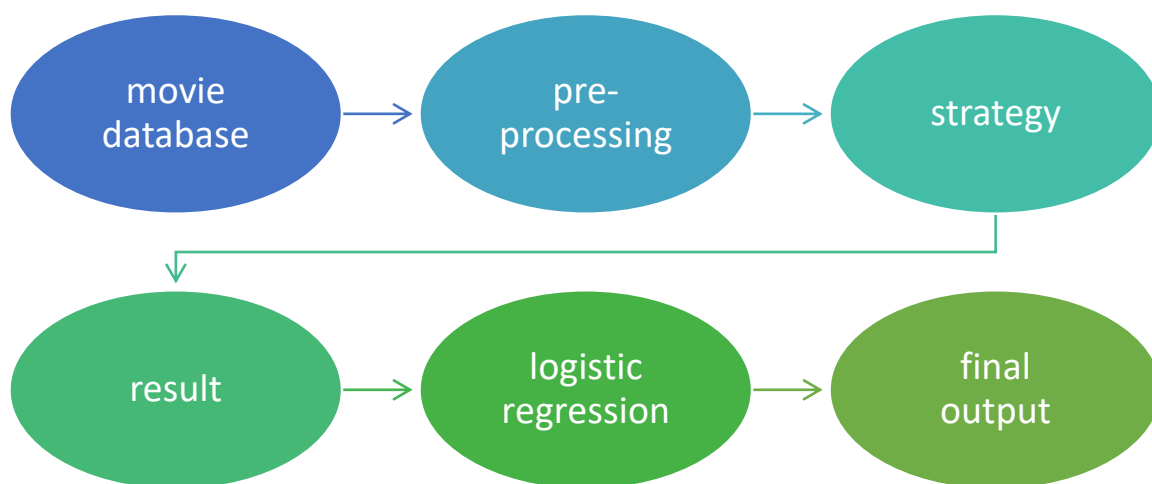 movie
database
pre-
processing
strategy
result
logistic
regression
final
output